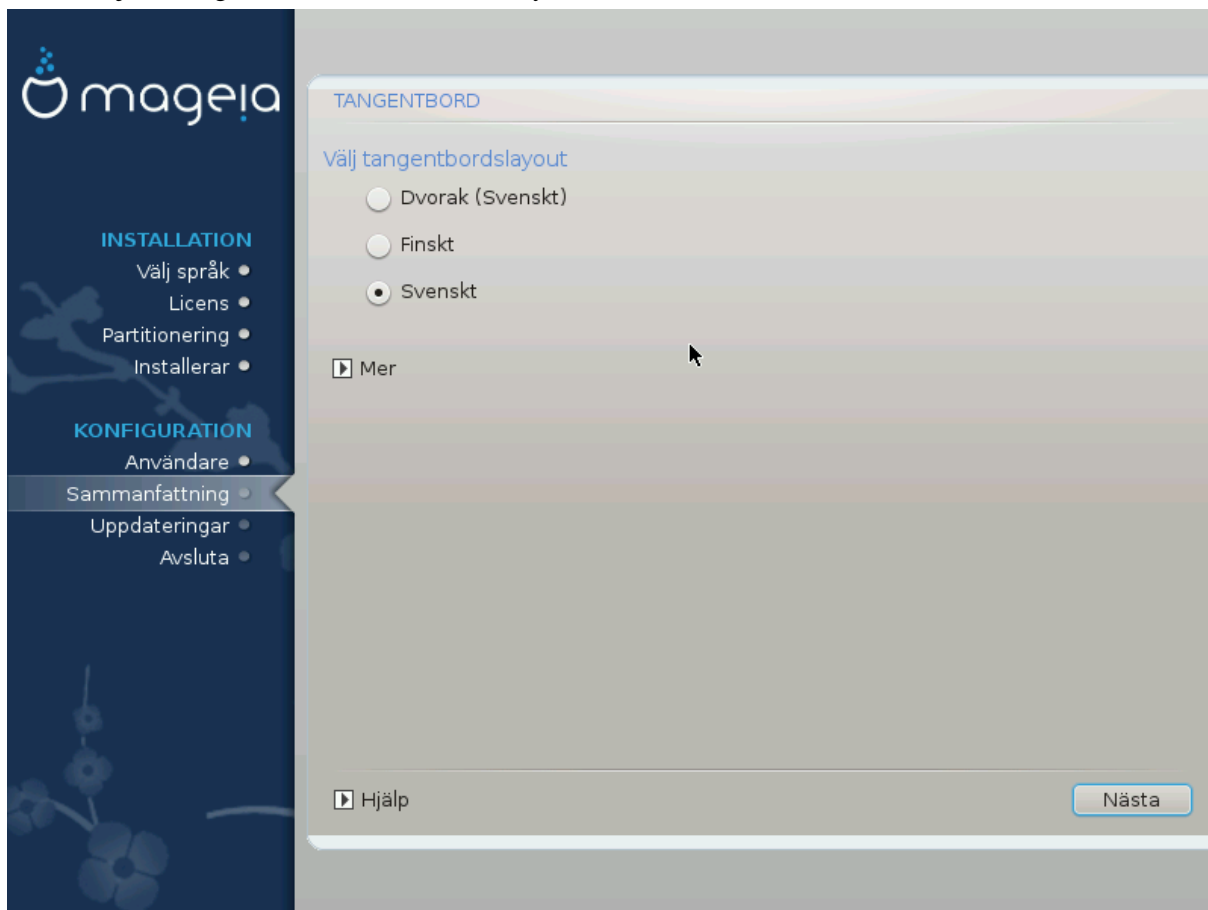 mageia
INSTALLATION
Välj språk
Licens
Partitionering
Installerar
KONFIGURATION
Användare
Sammanfattning
Uppdateringar
Avsluta
TANGENTBORD
Välj tangentbordslayout
Dvorak (Svenskt)
Finskt
Svenskt
Mer
Hjälp
Nästa